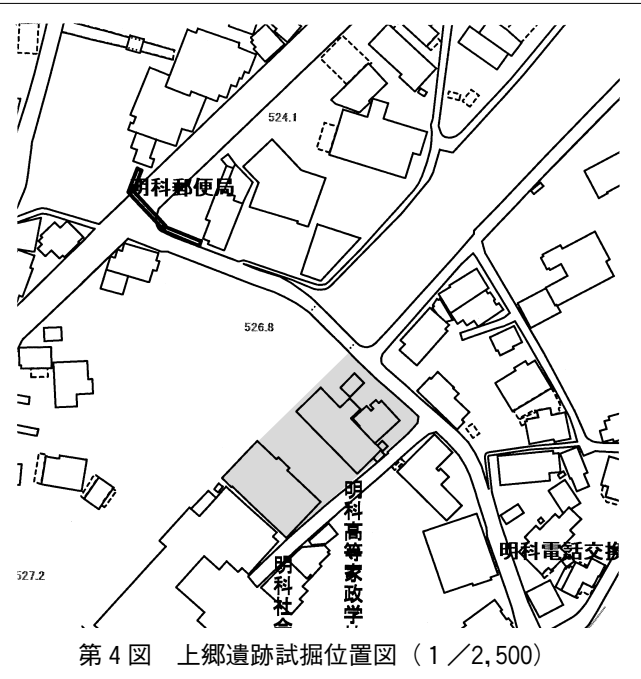 524.1
明科郵便局
526.8
明科高等家政学
明科電話交換
527.2
明科社会
第4図　上郷遺跡試掘位置図（1／2,500）